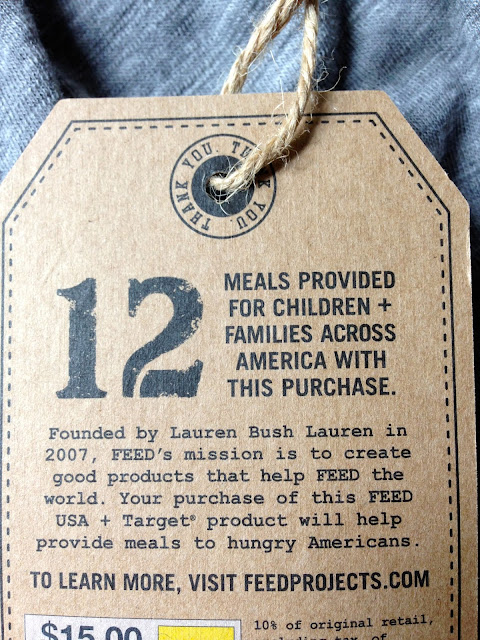 THANK YOU. THANK YOU.
12
MEALS PROVIDED
FOR CHILDREN +
FAMILIES ACROSS
AMERICA WITH
THIS PURCHASE.
Founded by Lauren Bush Lauren in
2007, FEED's mission is to create
good products that help FEED the
world. Your purchase of this FEED
USA + Target® product will help
provide meals to hungry Americans.
TO LEARN MORE, VISIT FEEDPROJECTS.COM
$15.00
10% of original retail,
tax, of